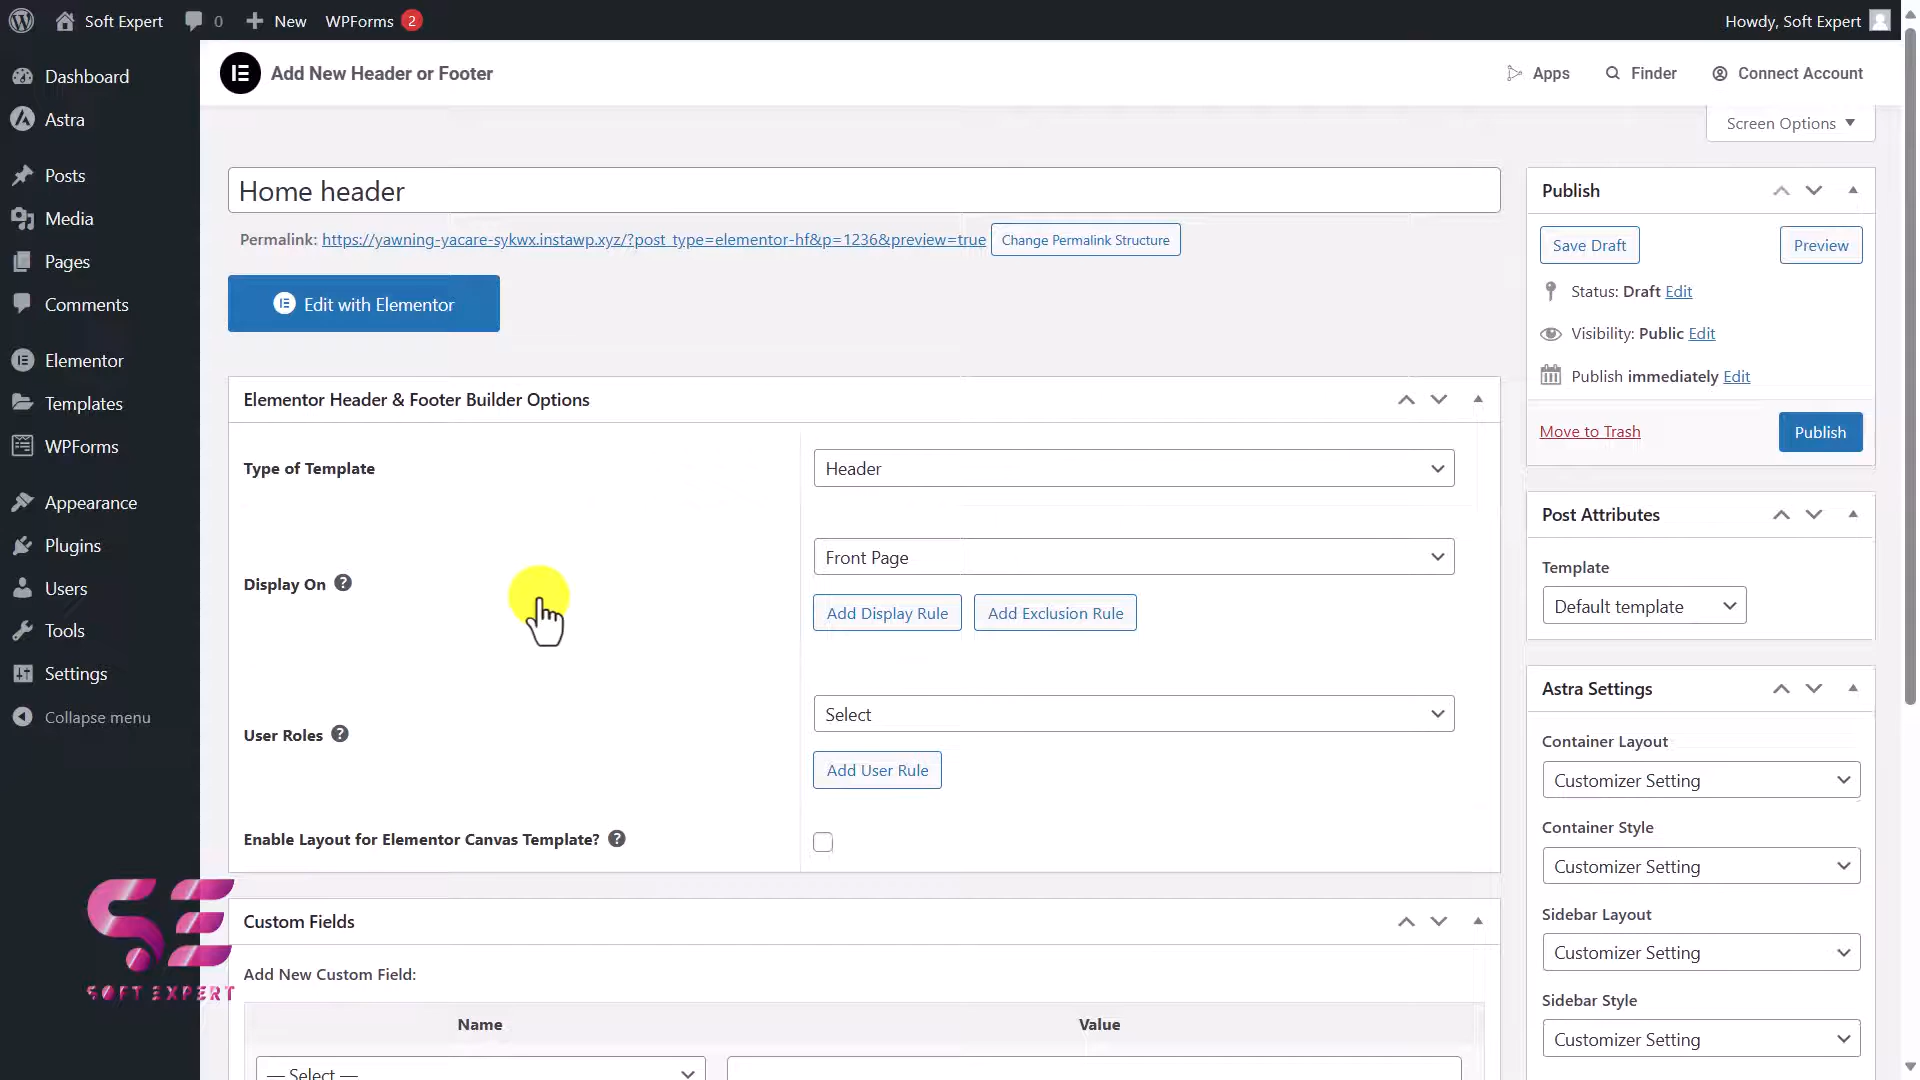 Soft Expert
0
New
WPForms 2
Howdy, Soft Expert
Dashboard
Astra
Posts
Media
Pages
Comments
Elementor
Templates
WPForms
Appearance
Plugins
Users
Tools
Settings
Collapse menu
SOFT EXPERT
Add New Header or Footer
Apps
Finder
Connect Account
Screen Options
Home header
Permalink: https://yawning-yacare-sykwx.instawp.xyz/?post_type=elementor-hf&p=1236&preview=true Change Permalink Structure
Edit with Elementor
Elementor Header & Footer Builder Options
Type of Template
Header
Display On ?
Front Page
Add Display Rule Add Exclusion Rule
User Roles ?
Select
Add User Rule
Enable Layout for Elementor Canvas Template? ?
Custom Fields
Add New Custom Field:
Name Value
— Select —
Publish
Save Draft Preview
Status: Draft Edit
Visibility: Public Edit
Publish immediately Edit
Move to Trash Publish
Post Attributes
Template
Default template
Astra Settings
Container Layout
Customizer Setting
Container Style
Customizer Setting
Sidebar Layout
Customizer Setting
Sidebar Style
Customizer Setting